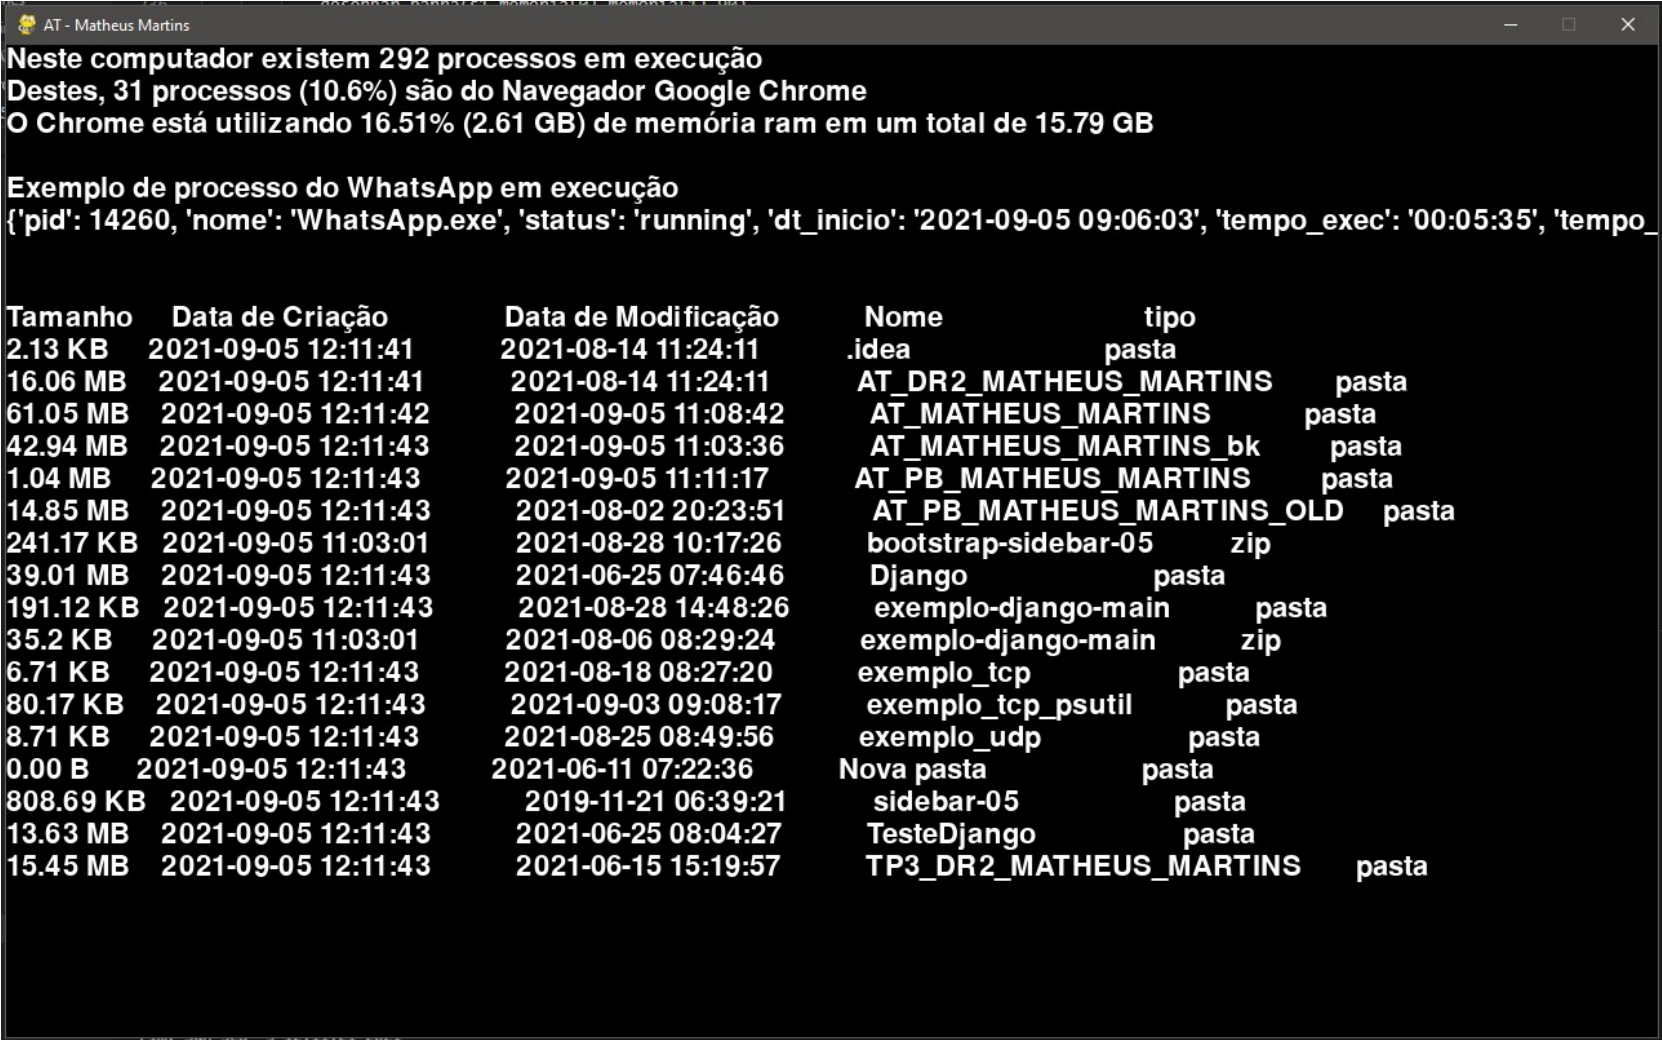 AT - Matheus Martins
Neste computador existem 292 processos em execução
Destes, 31 processos (10.6%) são do Navegador Google Chrome
O Chrome está utilizando 16.51% (2.61 GB) de memória ram em um total de 15.79 GB
Exemplo de processo do WhatsApp em execução
{'pid': 14260, 'nome': 'WhatsApp.exe', 'status': 'running', 'dt_inicio': '2021-09-05 09:06:03', 'tempo_exec': '00:05:35', 'tempo_
Tamanho Data de Criação Data de Modificação Nome tipo
2.13 KB 2021-09-05 12:11:41 2021-08-14 11:24:11 .idea pasta
16.06 MB 2021-09-05 12:11:41 2021-08-14 11:24:11 AT_DR2_MATHEUS_MARTINS pasta
61.05 MB 2021-09-05 12:11:42 2021-09-05 11:08:42 AT_MATHEUS_MARTINS pasta
42.94 MB 2021-09-05 12:11:43 2021-09-05 11:03:36 AT_MATHEUS_MARTINS_bk pasta
1.04 MB 2021-09-05 12:11:43 2021-09-05 11:11:17 AT_PB_MATHEUS_MARTINS pasta
14.85 MB 2021-09-05 12:11:43 2021-08-02 20:23:51 AT_PB_MATHEUS_MARTINS_OLD pasta
241.17 KB 2021-09-05 11:03:01 2021-08-28 10:17:26 bootstrap-sidebar-05 zip
39.01 MB 2021-09-05 12:11:43 2021-06-25 07:46:46 Django pasta
191.12 KB 2021-09-05 12:11:43 2021-08-28 14:48:26 exemplo-django-main pasta
35.2 KB 2021-09-05 11:03:01 2021-08-06 08:29:24 exemplo-django-main zip
6.71 KB 2021-09-05 12:11:43 2021-08-18 08:27:20 exemplo_tcp pasta
80.17 KB 2021-09-05 12:11:43 2021-09-03 09:08:17 exemplo_tcp_psutil pasta
8.71 KB 2021-09-05 12:11:43 2021-08-25 08:49:56 exemplo_udp pasta
0.00 B 2021-09-05 12:11:43 2021-06-11 07:22:36 Nova pasta pasta
808.69 KB 2021-09-05 12:11:43 2019-11-21 06:39:21 sidebar-05 pasta
13.63 MB 2021-09-05 12:11:43 2021-06-25 08:04:27 TesteDjango pasta
15.45 MB 2021-09-05 12:11:43 2021-06-15 15:19:57 TP3_DR2_MATHEUS_MARTINS pasta